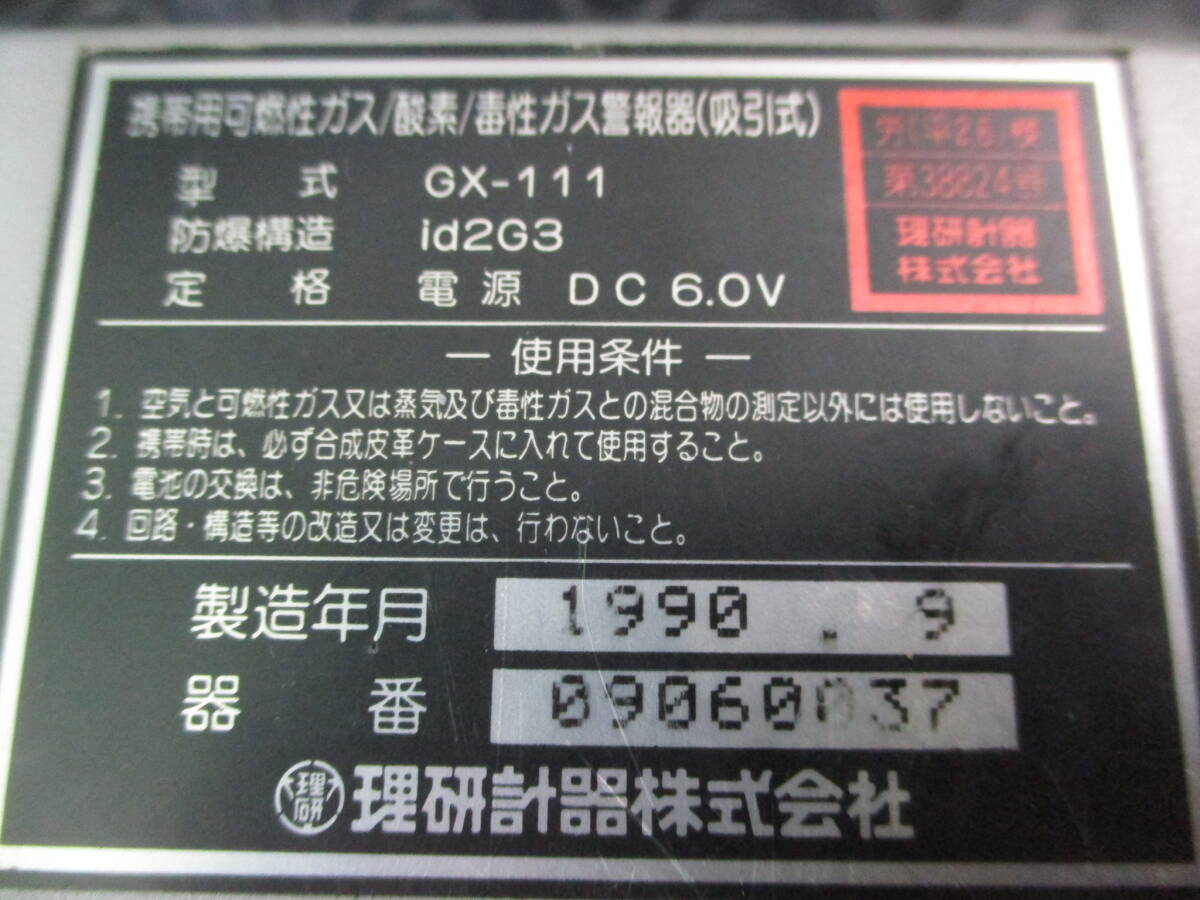 携帯用可燃性ガス/酸素/毒性ガス警報器(吸引式)
型 式 GX-111
防爆構造 id2G3
定 格 電源 DC 6.0V
労(平26)検
第38824号
理研計器
株式会社
— 使用条件 —
1. 空気と可燃性ガス又は蒸気及び毒性ガスとの混合物の測定以外には使用しないこと。
2. 携帯時は、必ず合成皮革ケースに入れて使用すること。
3. 電池の交換は、非危険場所で行うこと。
4. 回路・構造等の改造又は変更は、行わないこと。
製造年月 1990 . 9
器 番 09060037
理研 理研計器株式会社